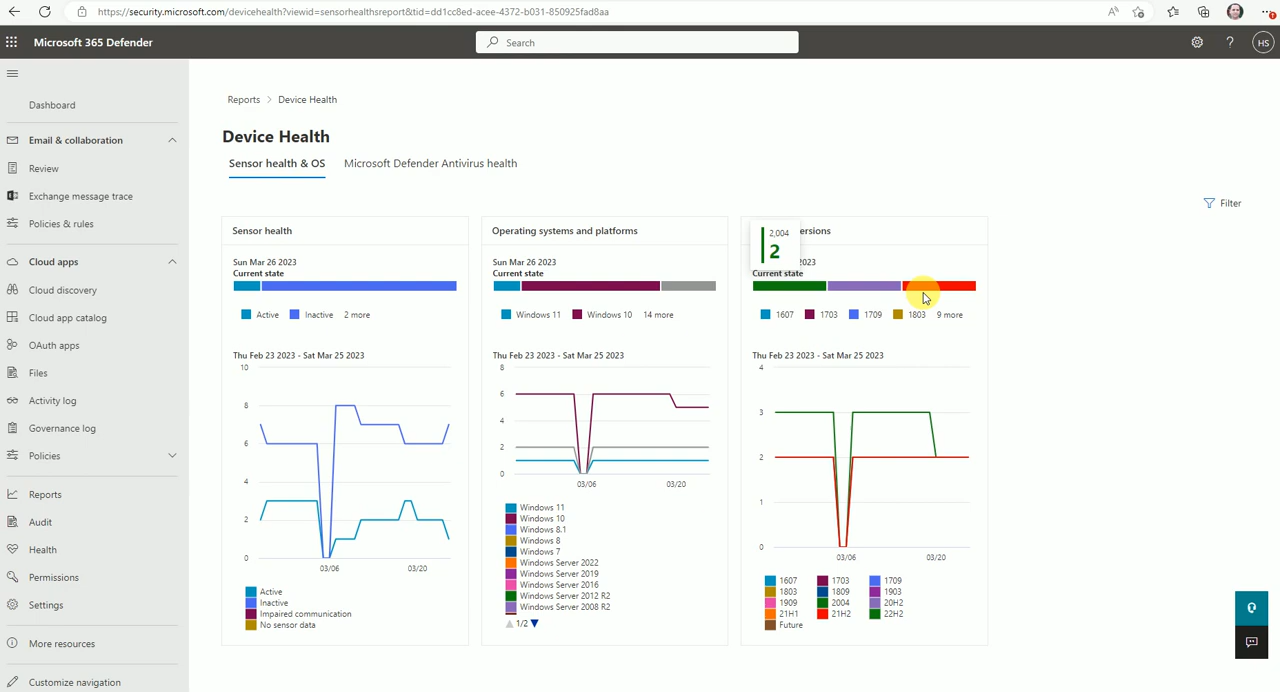 https://security.microsoft.com/devicehealth?viewid=sensorhealthsreport&tid=dd1cc8ed-acee-4372-b031-850925fad8aa
Microsoft 365 Defender
Search
HS
Dashboard
Email & collaboration
Review
Exchange message trace
Policies & rules
Cloud apps
Cloud discovery
Cloud app catalog
OAuth apps
Files
Activity log
Governance log
Policies
Reports
Audit
Health
Permissions
Settings
More resources
Customize navigation
Reports > Device Health
Device Health
Sensor health & OS
Microsoft Defender Antivirus health
Filter
Sensor health
Sun Mar 26 2023
Current state
Active
Inactive
2 more
Thu Feb 23 2023 - Sat Mar 25 2023
10
8
6
4
2
0
03/06
03/20
Active
Inactive
Impaired communication
No sensor data
Operating systems and platforms
Sun Mar 26 2023
Current state
Windows 11
Windows 10
14 more
Thu Feb 23 2023 - Sat Mar 25 2023
8
6
4
2
0
03/06
03/20
Windows 11
Windows 10
Windows 8.1
Windows 8
Windows 7
Windows Server 2022
Windows Server 2019
Windows Server 2016
Windows Server 2012 R2
Windows Server 2008 R2
1/2
ersions
2,004
2
Current state
1607
1703
1709
1803
9 more
Thu Feb 23 2023 - Sat Mar 25 2023
4
3
2
1
0
03/06
03/20
1607 1703 1709
1803 1809 1903
1909 2004 20H2
21H1 21H2 22H2
Future